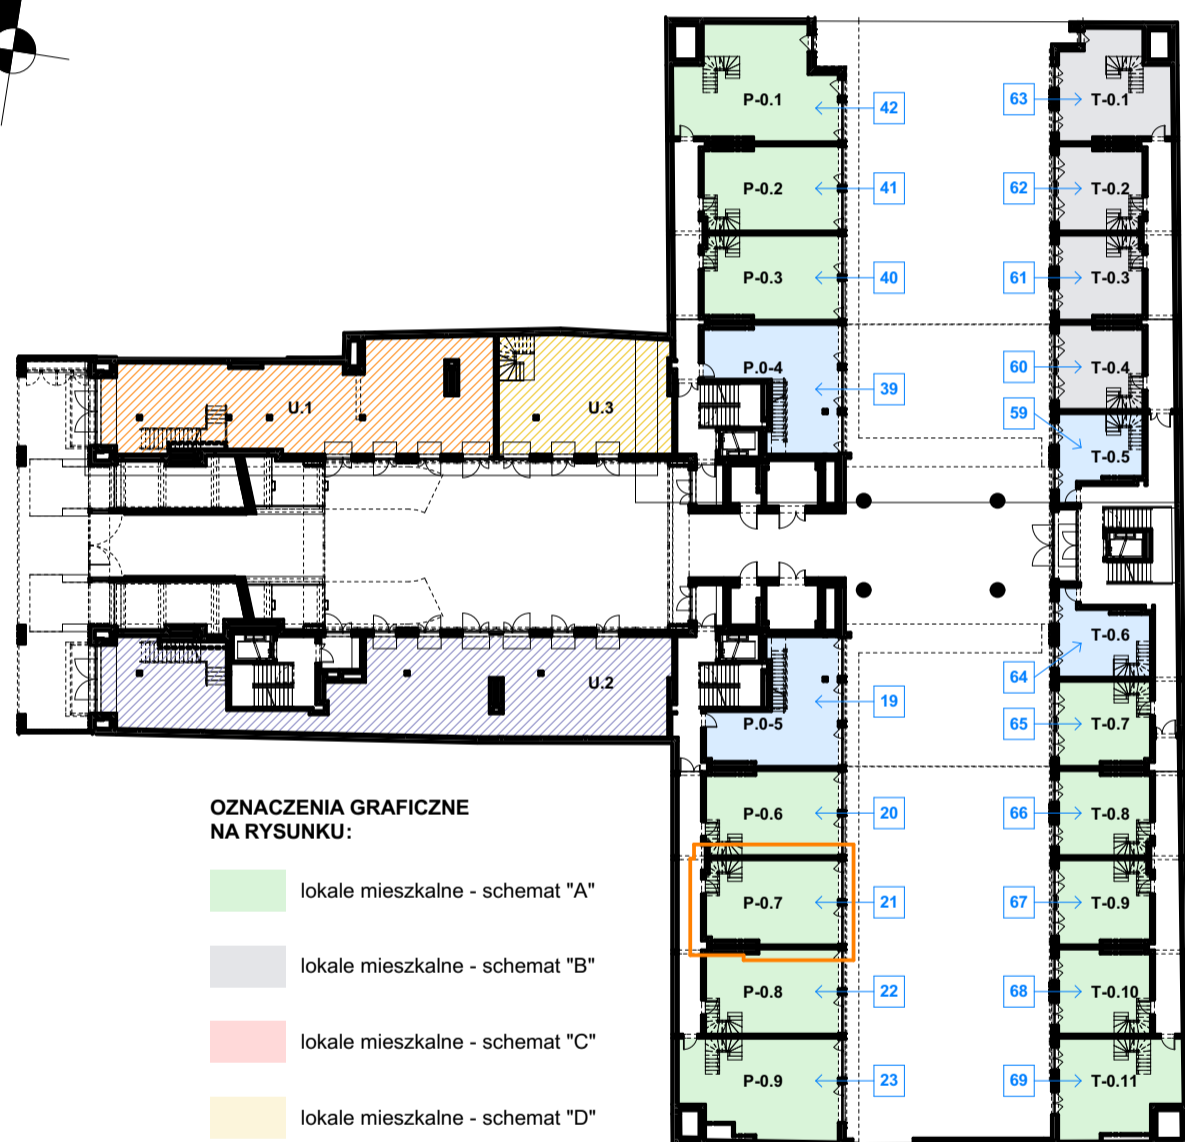 P-0.1
42
63
T-0.1
P-0.2
41
62
T-0.2
P-0.3
40
61
T-0.3
P.0-4
39
60
T-0.4
59
T-0.5
U.1
U.3
U.2
P.0-5
19
T-0.6
64
65
T-0.7
P-0.6
20
66
T-0.8
P-0.7
21
67
T-0.9
P-0.8
22
68
T-0.10
P-0.9
23
69
T-0.11
OZNACZENIA GRAFICZNE
NA RYSUNKU:
lokale mieszkalne - schemat "A"
lokale mieszkalne - schemat "B"
lokale mieszkalne - schemat "C"
lokale mieszkalne - schemat "D"